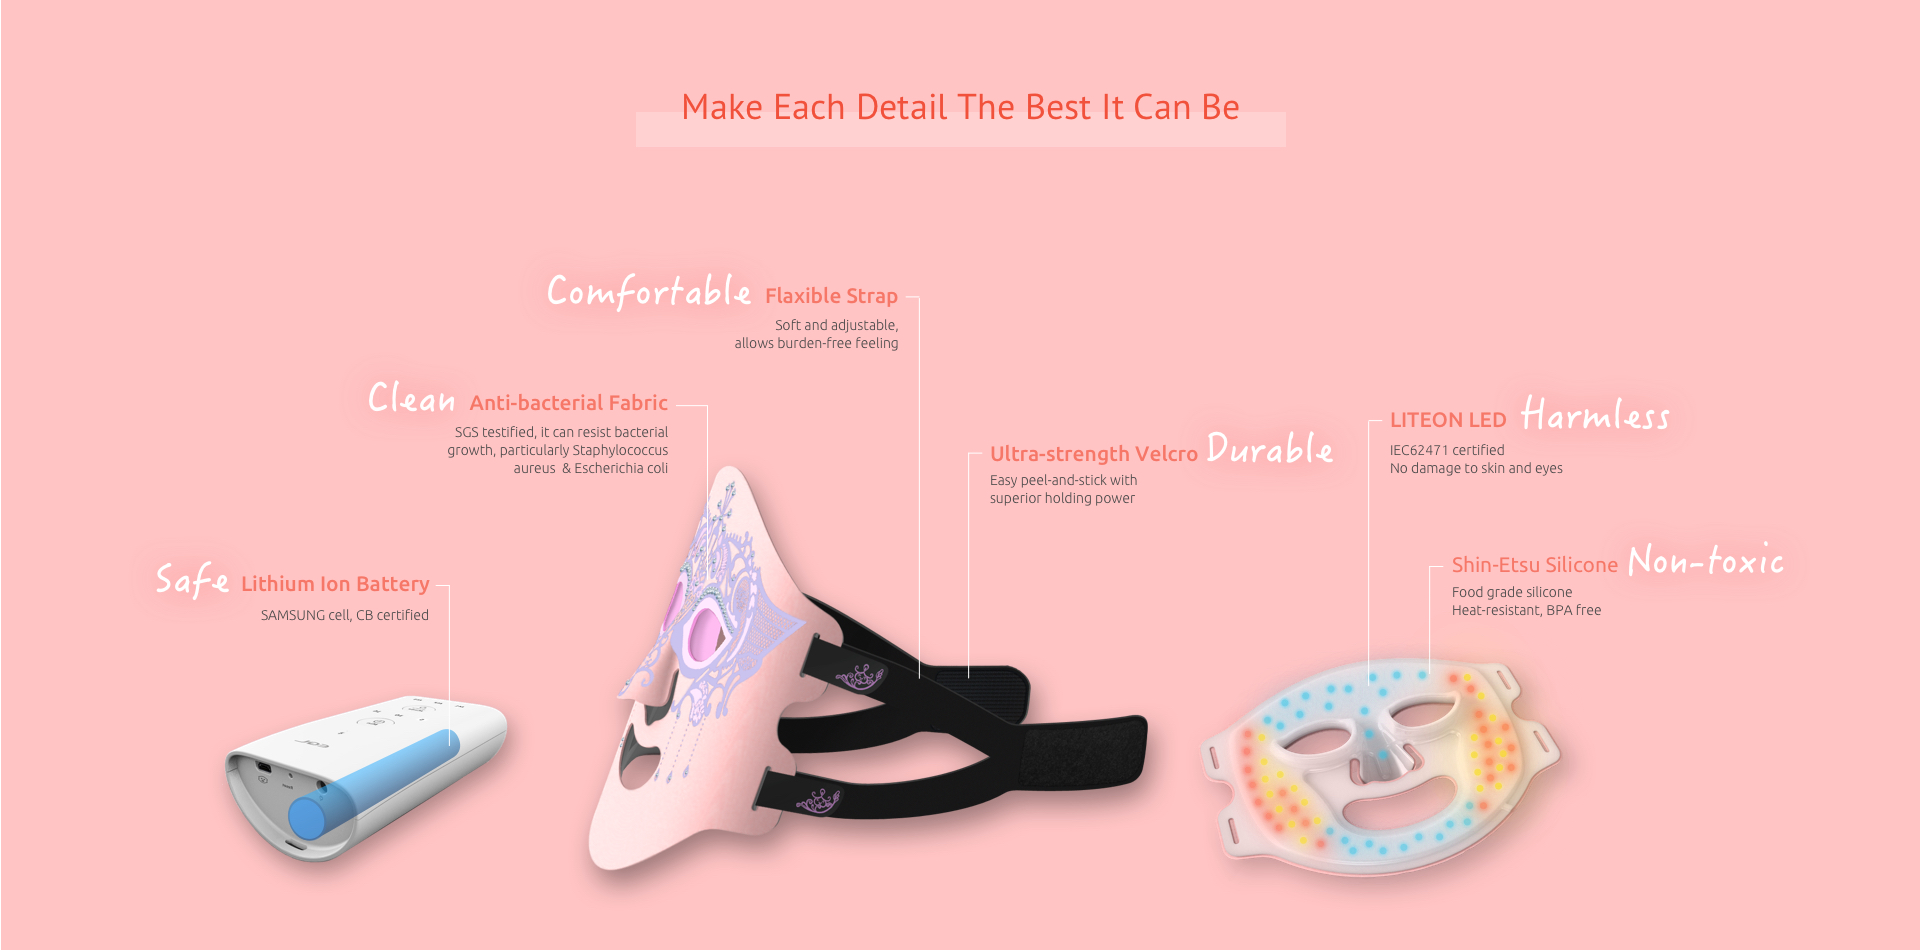 Make Each Detail The Best It Can Be
Comfortable Flaxible Strap
Soft and adjustable,
allows burden-free feeling
Clean Anti-bacterial Fabric
SGS testified, it can resist bacterial
growth, particularly Staphylococcus
aureus & Escherichia coli
Ultra-strength Velcro Durable
Easy peel-and-stick with
superior holding power
LITEON LED Harmless
IEC62471 certified
No damage to skin and eyes
Shin-Etsu Silicone Non-toxic
Food grade silicone
Heat-resistant, BPA free
Safe Lithium Ion Battery
SAMSUNG cell, CB certified